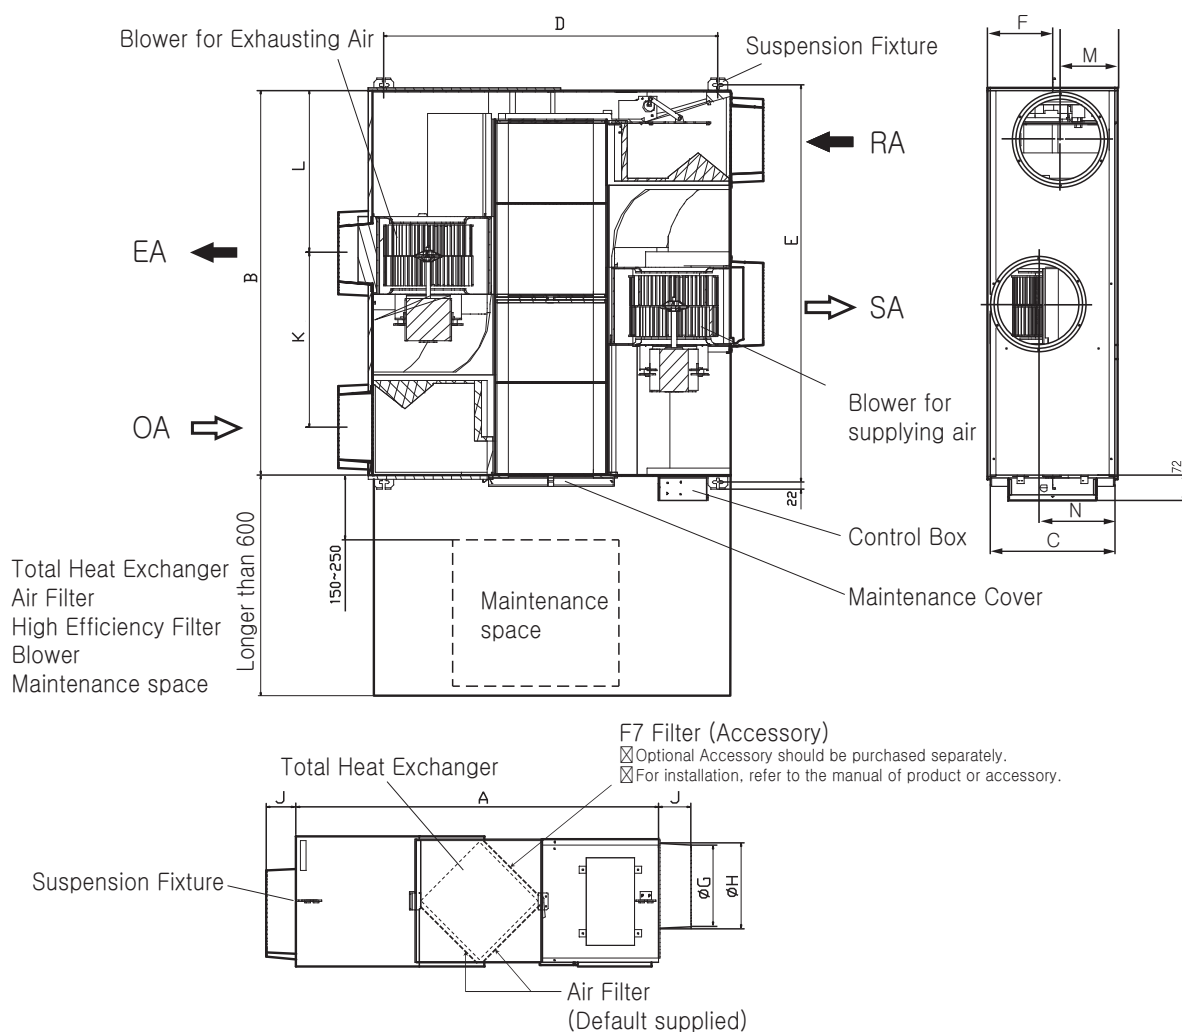 D
F
Blower for Exhausting Air
Suspension Fixture
M
L
RA
EA
B
E
SA
K
OA
Blower for
supplying air
72
22
N
C
Control Box
Longer than 600
150~250
Total Heat Exchanger
Air Filter
High Efficiency Filter
Blower
Maintenance space
Maintenance
space
Maintenance Cover
F7 Filter (Accessory)
☒ Optional Accessory should be purchased separately.
☒ For installation, refer to the manual of product or accessory.
Total Heat Exchanger
J
A
J
Suspension Fixture
ØG
ØH
Air Filter
(Default supplied)